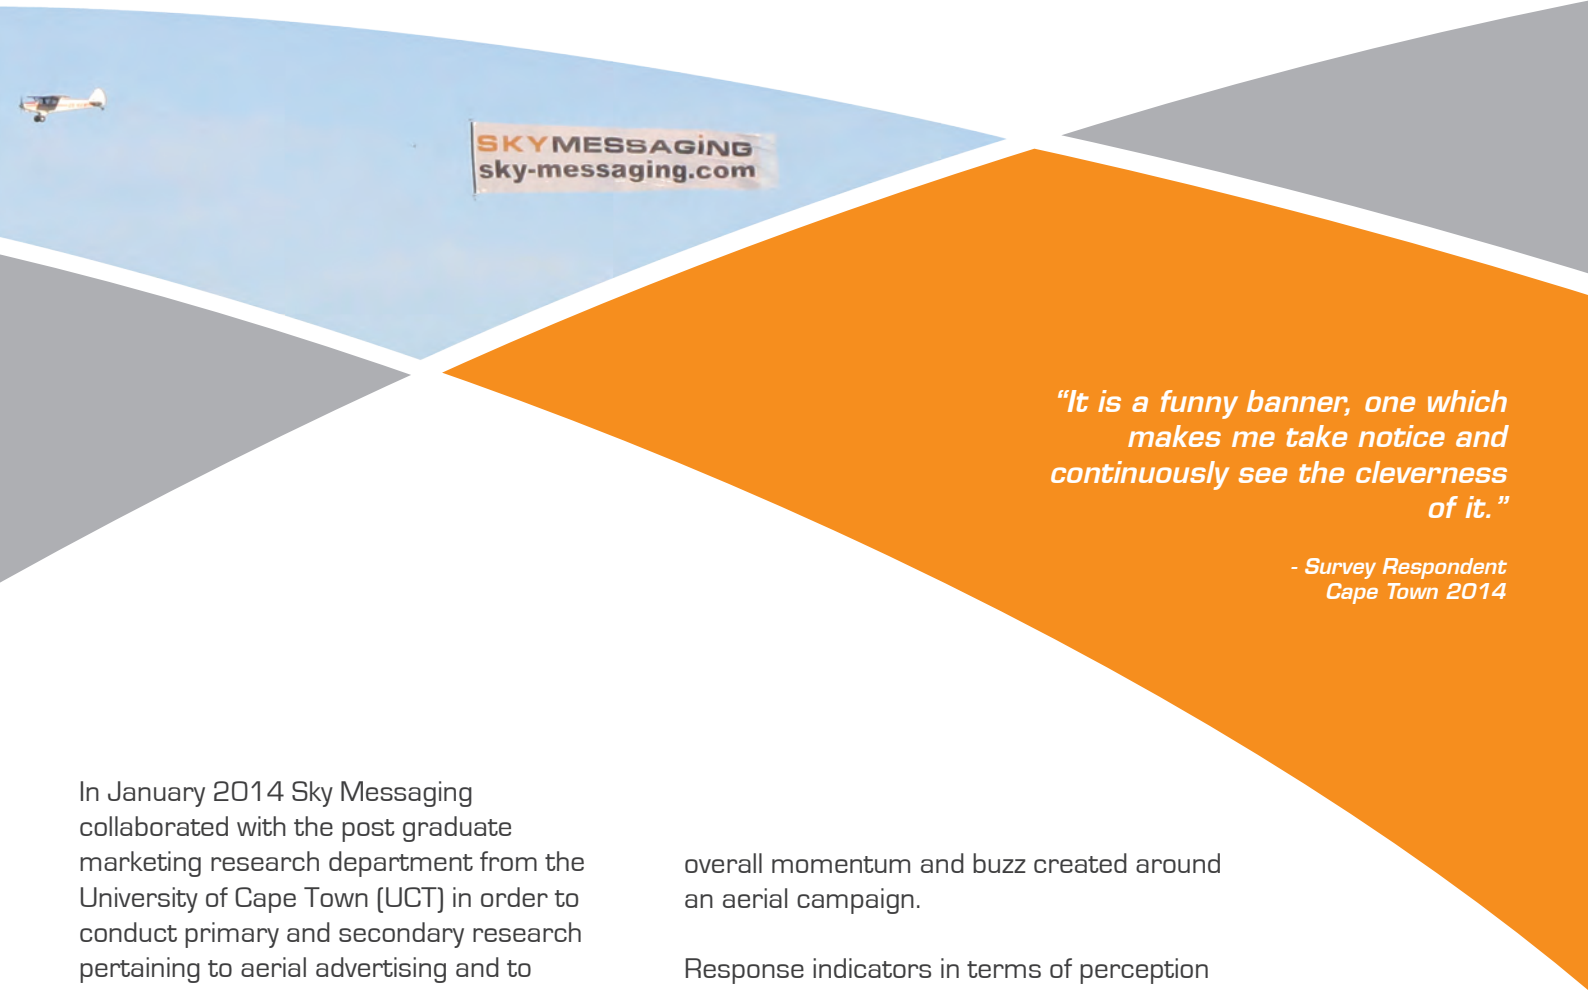 SKYMESSAGiNG
sky-messaging.com
“It is a funny banner, one which
makes me take notice and
continuously see the cleverness
of it.”
- Survey Respondent
Cape Town 2014
In January 2014 Sky Messaging
collaborated with the post graduate
marketing research department from the
University of Cape Town (UCT) in order to
conduct primary and secondary research
pertaining to aerial advertising and to
overall momentum and buzz created around
an aerial campaign.
Response indicators in terms of perception